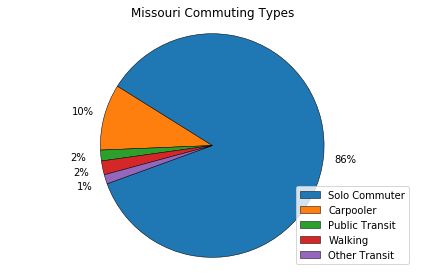 Missouri Commuting Types
10%
2%
2%
1%
86%
Solo Commuter
Carpooler
Public Transit
Walking
Other Transit